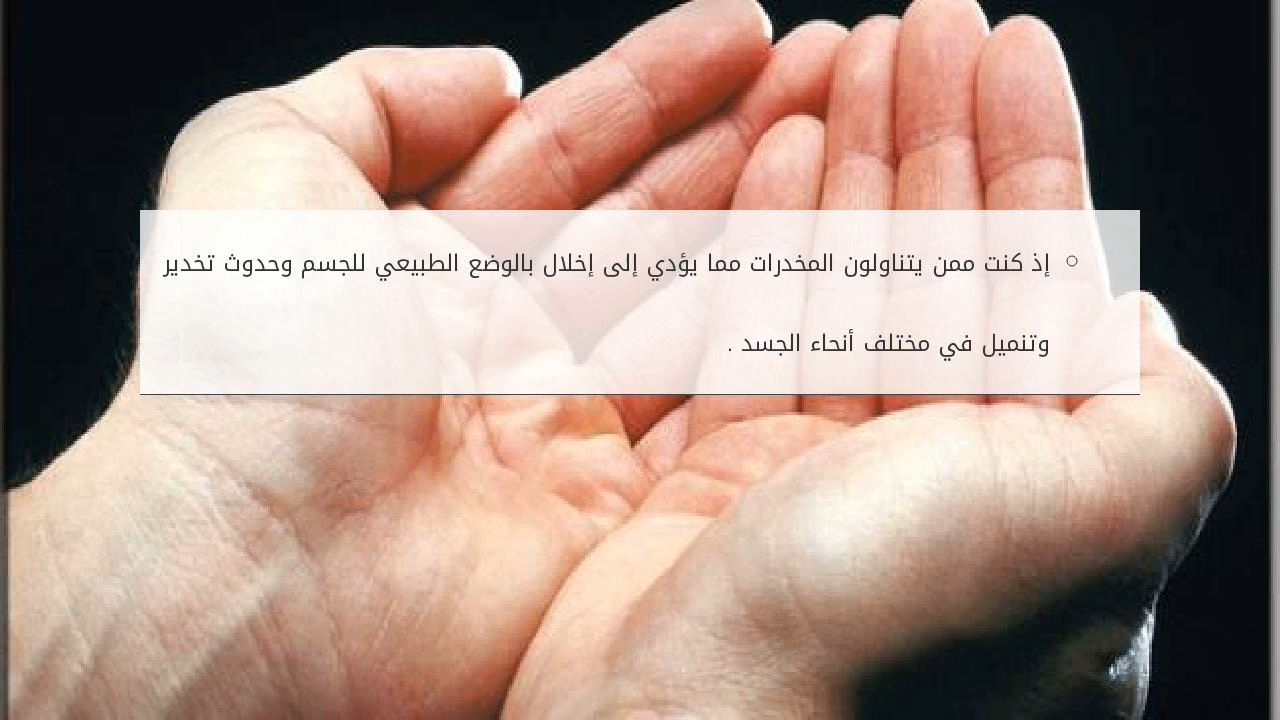 ○ إذ كنت ممن يتناولون المخدرات مما يؤدي إلى إخلال بالوضع الطبيعي للجسم وحدوث تخدير
وتنميل في مختلف أنحاء الجسد .